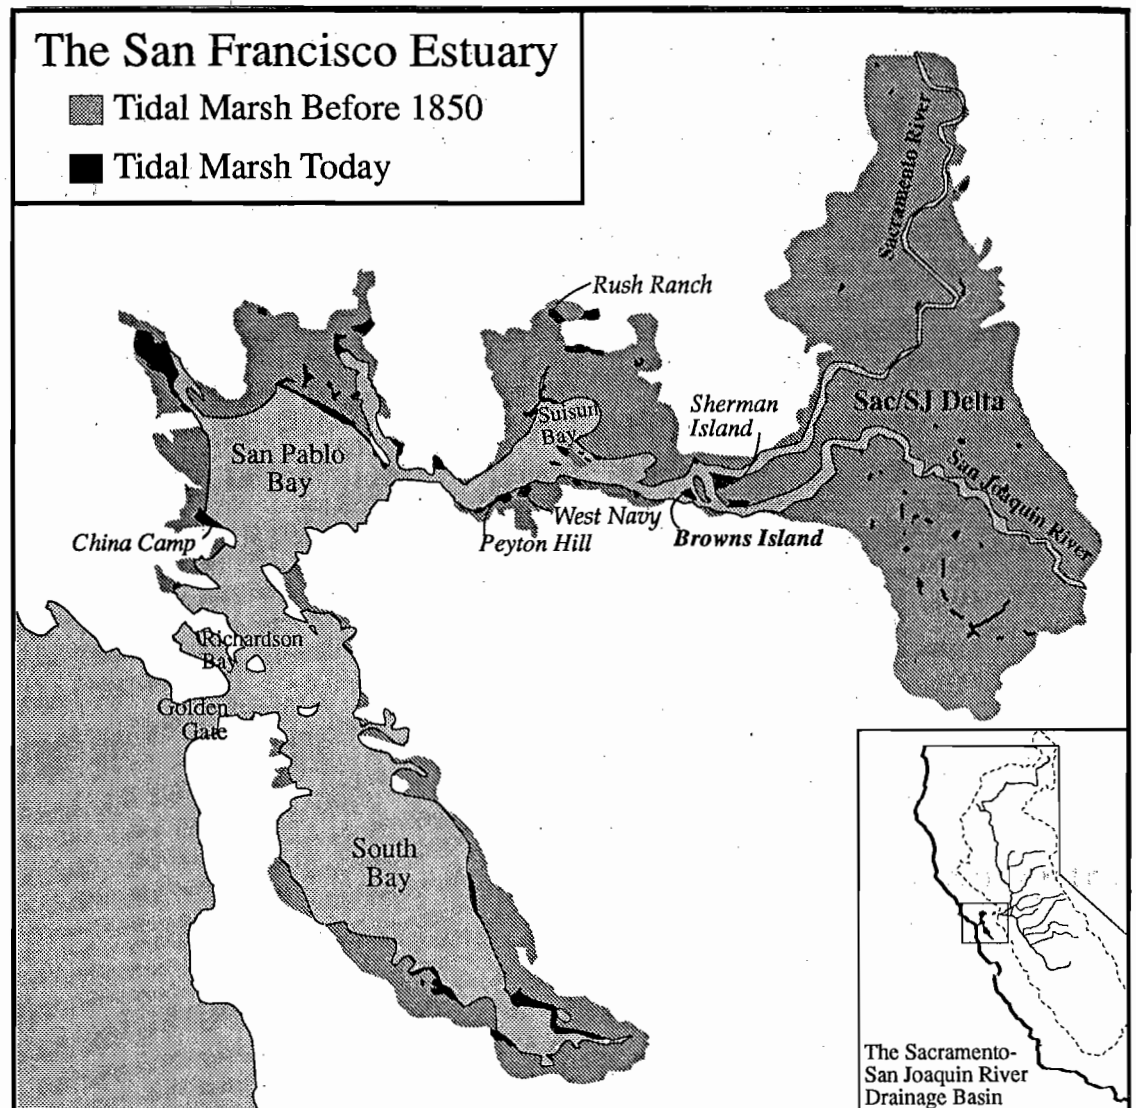 The San Francisco Estuary
Tidal Marsh Before 1850
Tidal Marsh Today
Sacramento River
Rush Ranch
Sherman
Island
Suisun
Bay
Sac/SJ Delta
San Pablo
Bay
San Joaquin River
China Camp
West Navy
Peyton Hill
Browns Island
Richardson
Bay
Golden
Gate
South
Bay
The Sacramento-
San Joaquin River
Drainage Basin